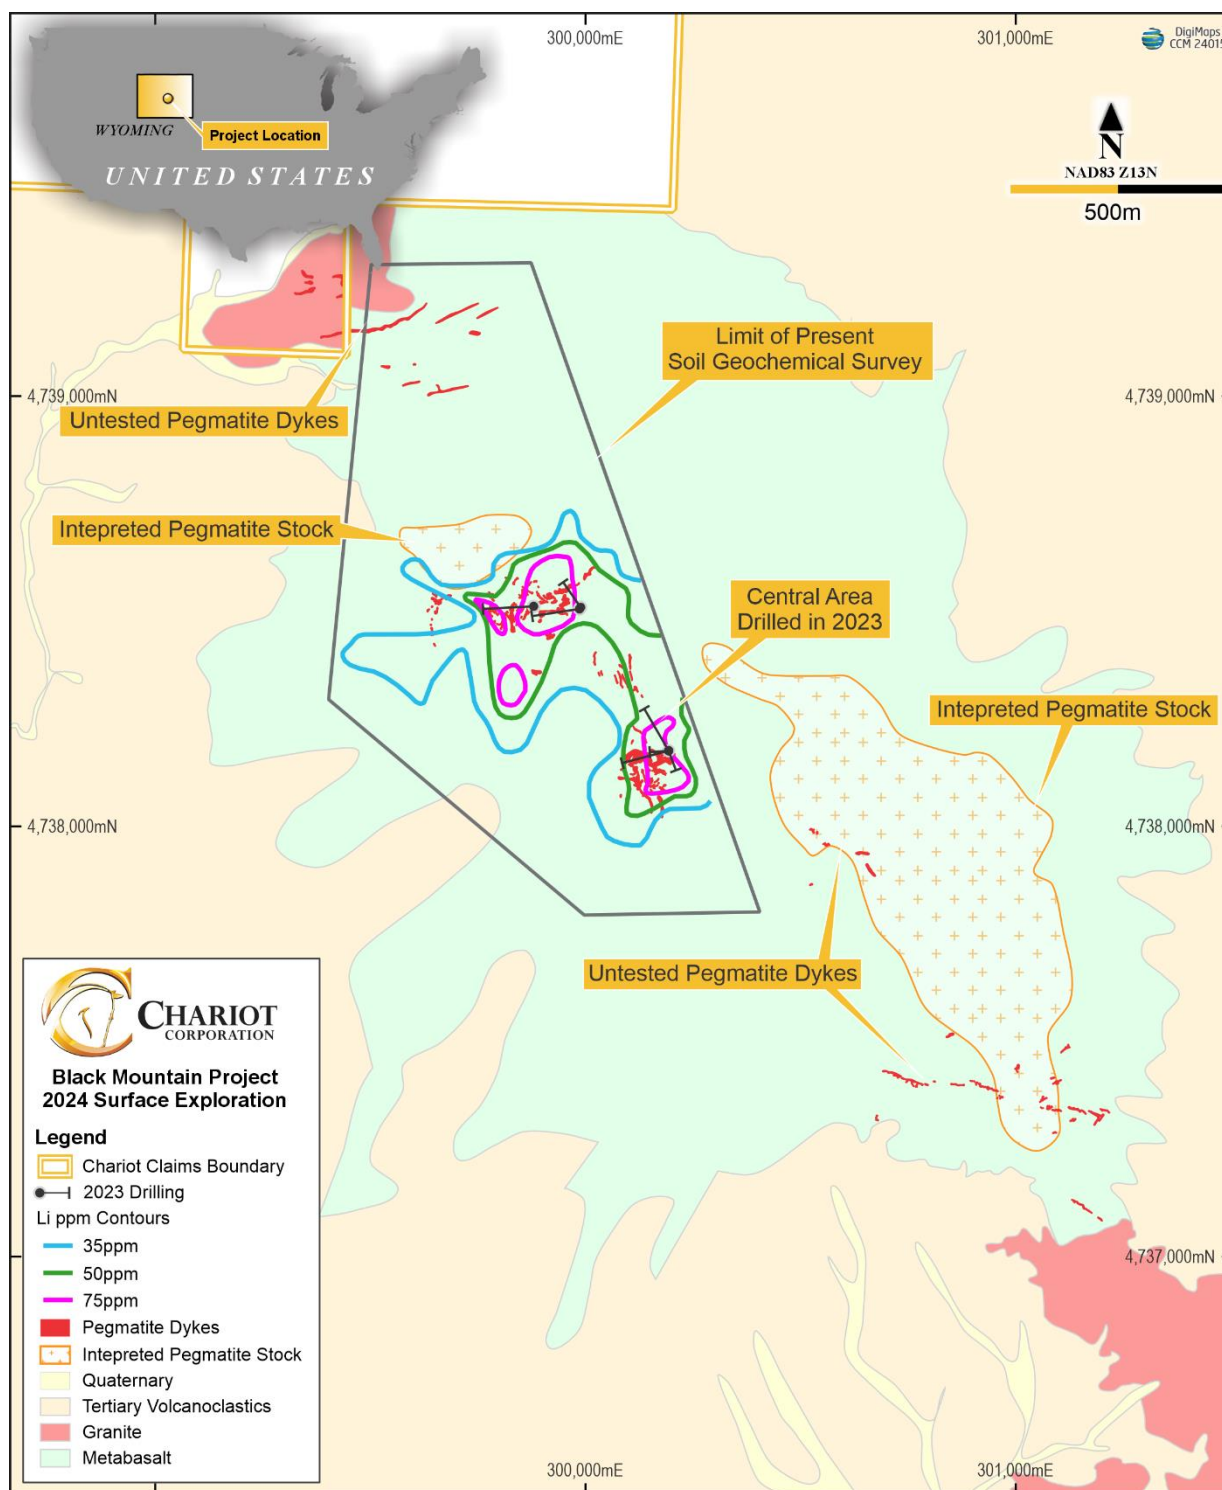 300,000mE
301,000mE
DigiMaps
CCM 24015
WYOMING
Project Location
UNITED STATES
N
NAD83 Z13N
500m
Limit of Present
Soil Geochemical Survey
4,739,000mN
4,739,000mN
Untested Pegmatite Dykes
Intepreted Pegmatite Stock
Central Area
Drilled in 2023
Intepreted Pegmatite Stock
4,738,000mN
4,738,000mN
Untested Pegmatite Dykes
CHARIOT
CORPORATION
Black Mountain Project
2024 Surface Exploration
Legend
Chariot Claims Boundary
2023 Drilling
Li ppm Contours
35ppm
50ppm
75ppm
Pegmatite Dykes
Intepreted Pegmatite Stock
Quaternary
Tertiary Volcanoclastics
Granite
Metabasalt
4,737,000mN
300,000mE
301,000mE